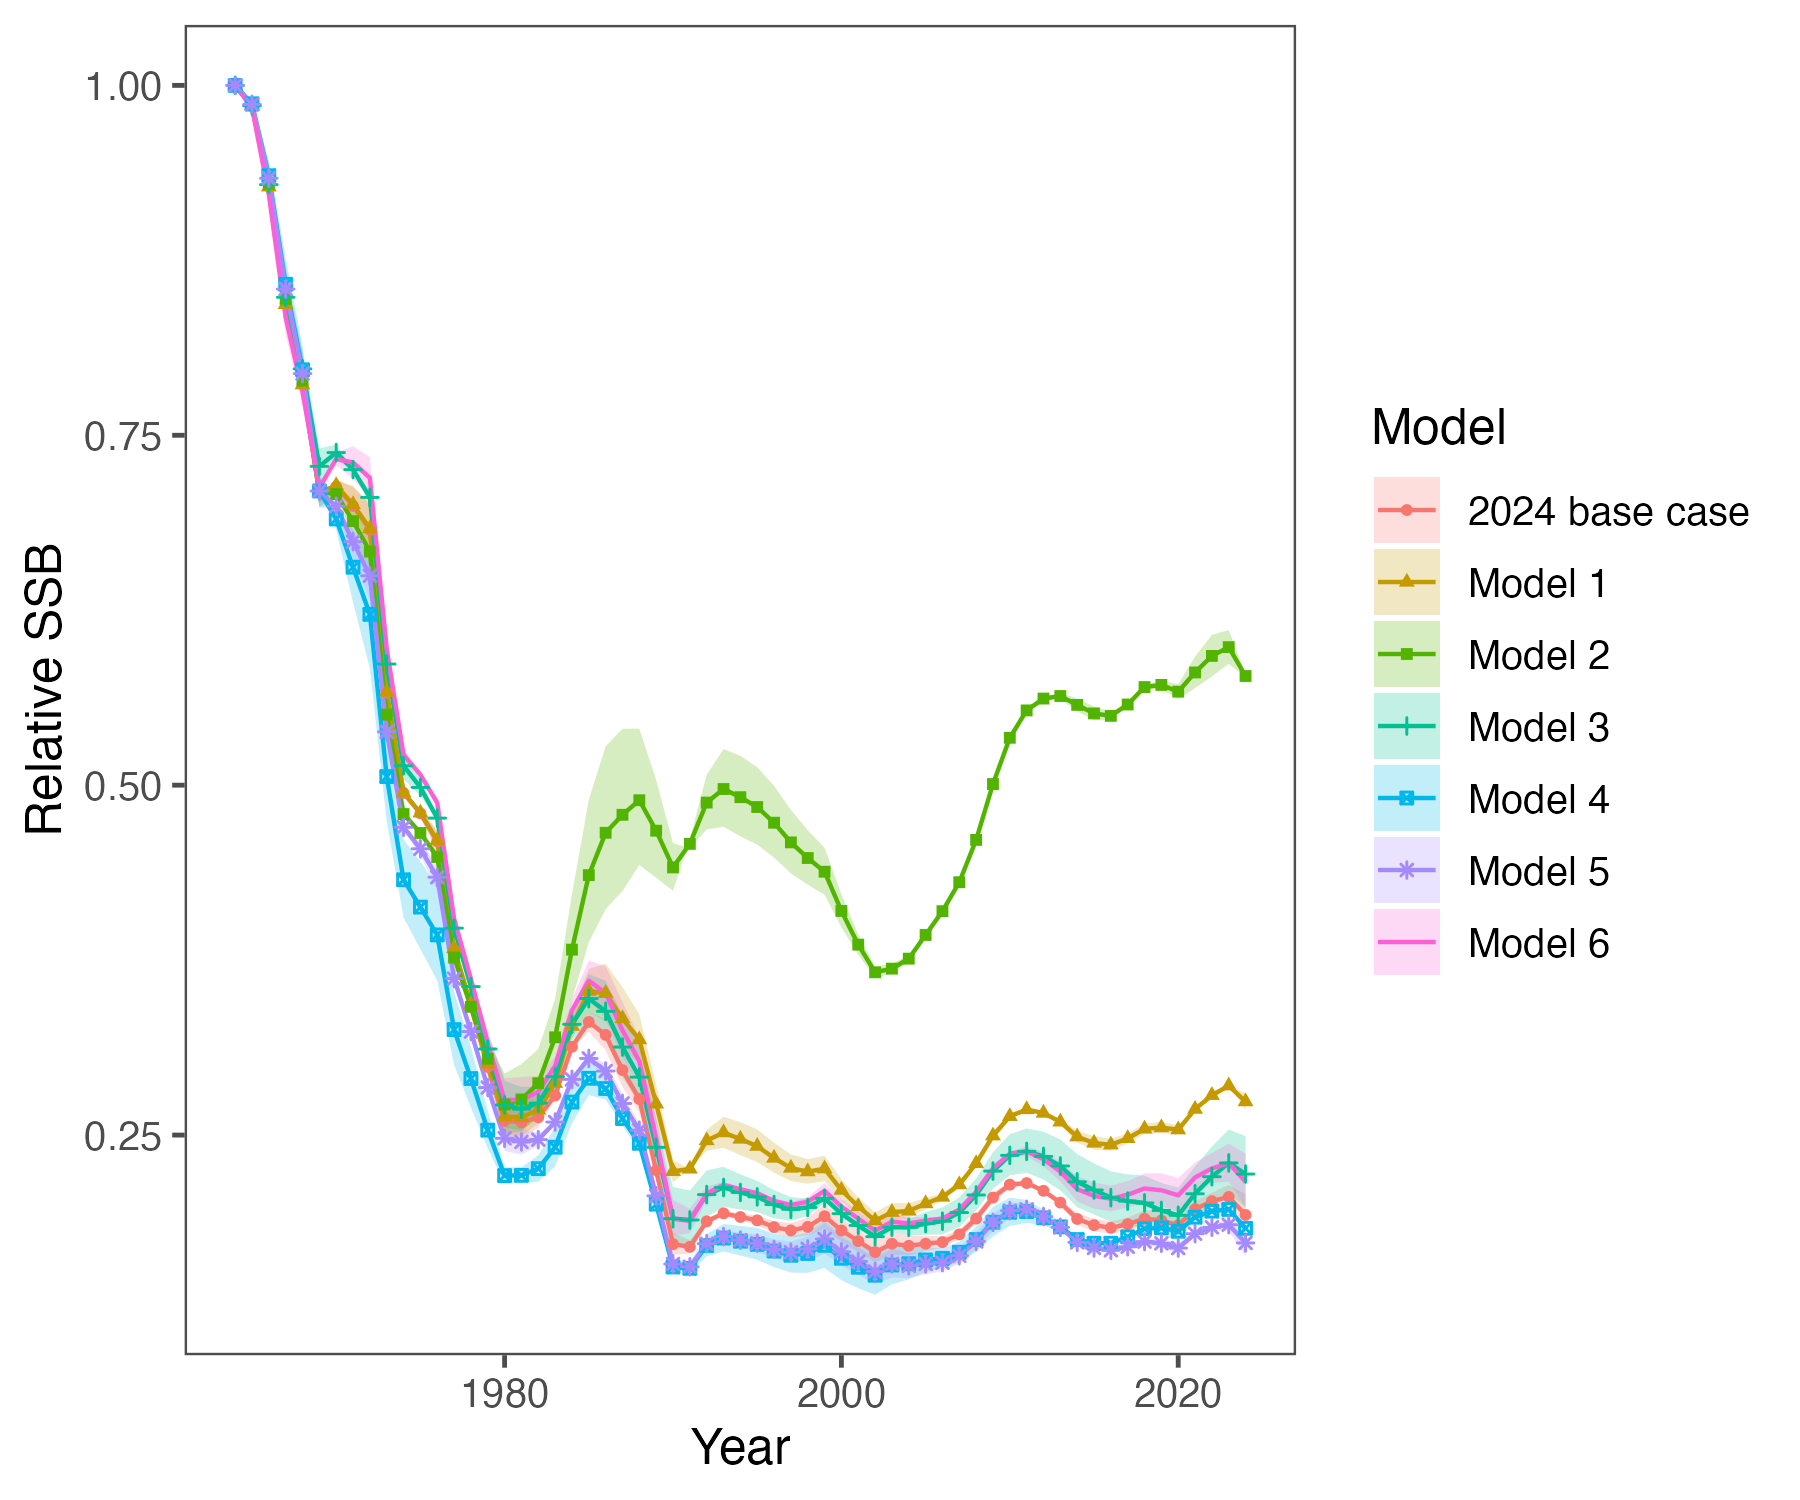 1.00
0.75
0.50
0.25
Relative SSB
1980
2000
2020
Year
Model
2024 base case
Model 1
Model 2
Model 3
Model 4
Model 5
Model 6